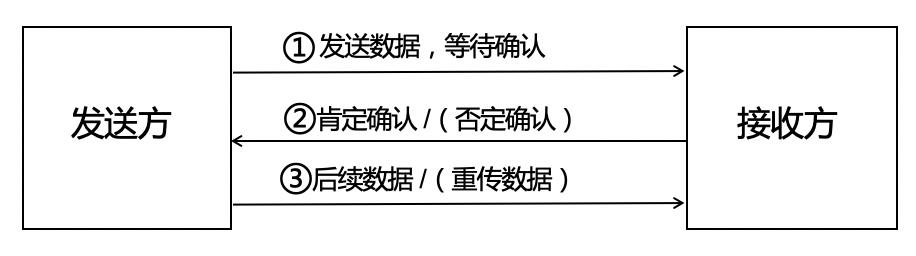 ①发送数据，等待确认
②肯定确认 /（否定确认）
发送方
接收方
③后续数据 /（重传数据）